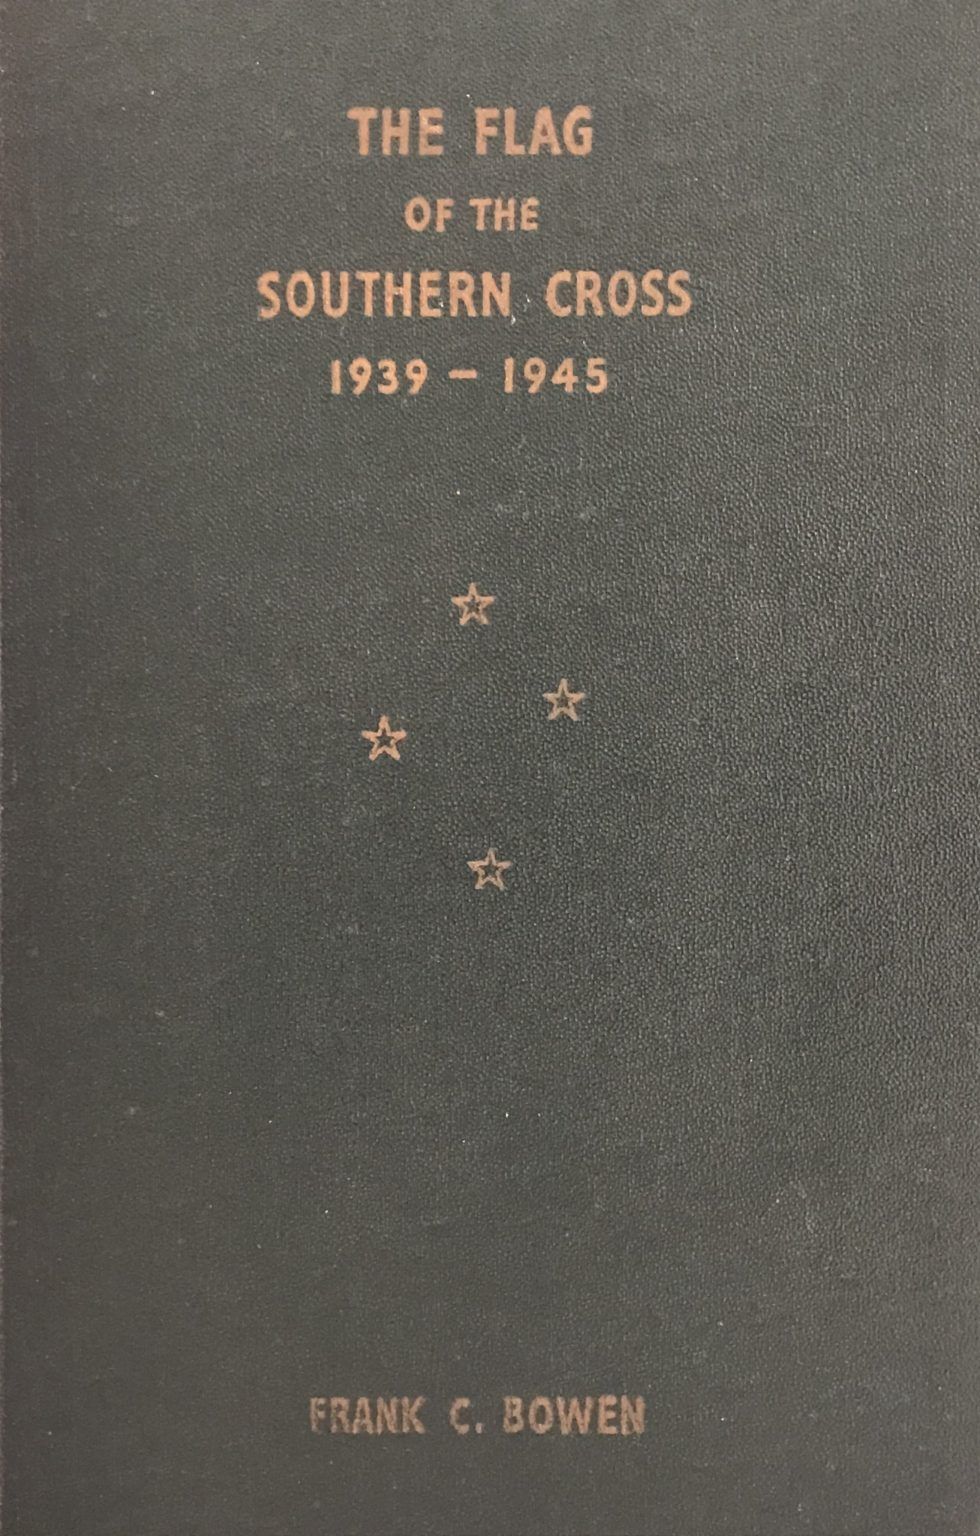 THE FLAG
OF THE
SOUTHERN CROSS
1939 - 1945
FRANK C. BOWEN